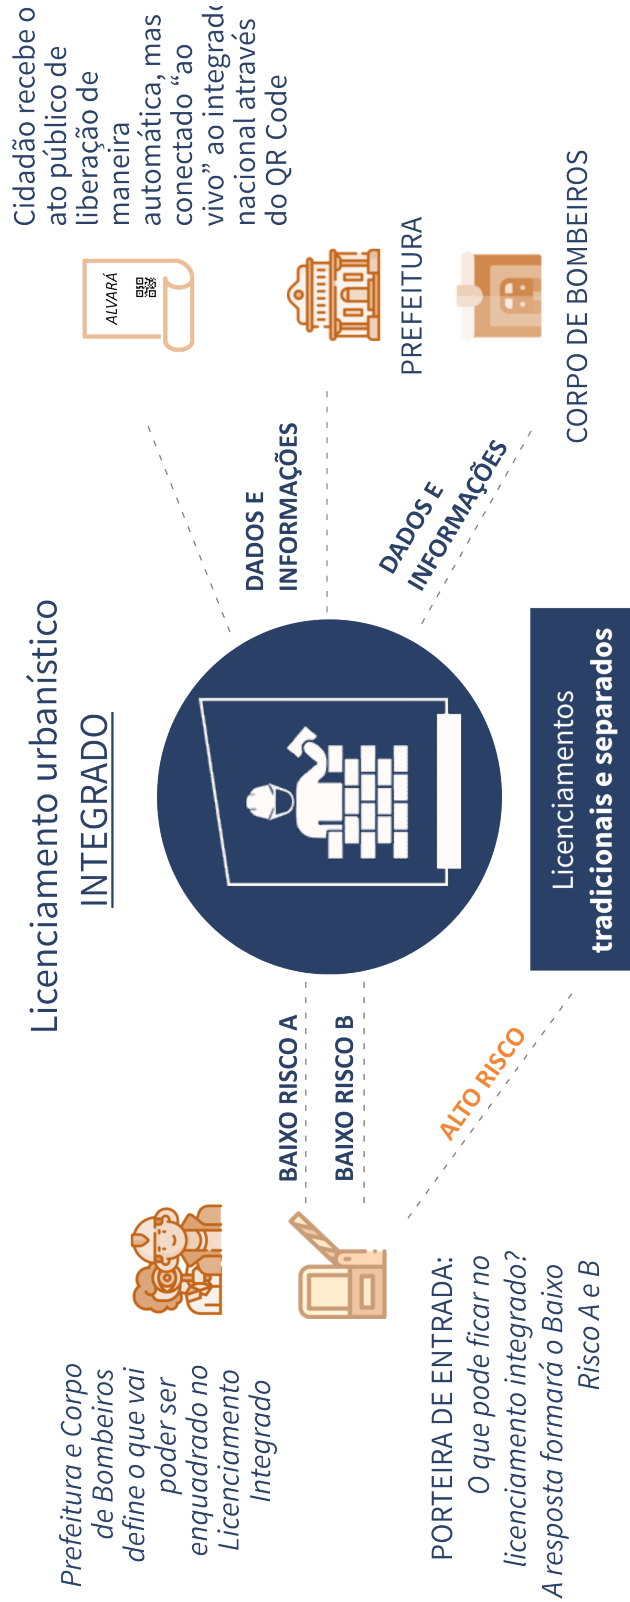 Licenciamento urbanístico
INTEGRADO
Prefeitura e Corpo
de Bombeiros
define o que vai
poder ser
enquadrado no
Licenciamento
Integrado
PORTEIRA DE ENTRADA:
O que pode ficar no
licenciamento integrado?
A resposta formará o Baixo
Risco A e B
BAIXO RISCO A
BAIXO RISCO B
ALTO RISCO
Licenciamentos
tradicionais e separados
DADOS E
INFORMAÇÕES
DADOS E
INFORMAÇÕES
ALVARÁ
Cidadão recebe o
ato público de
liberação de
maneira
automática, mas
conectado “ao
vivo” ao integrado
nacional através
do QR Code
PREFEITURA
CORPO DE BOMBEIROS